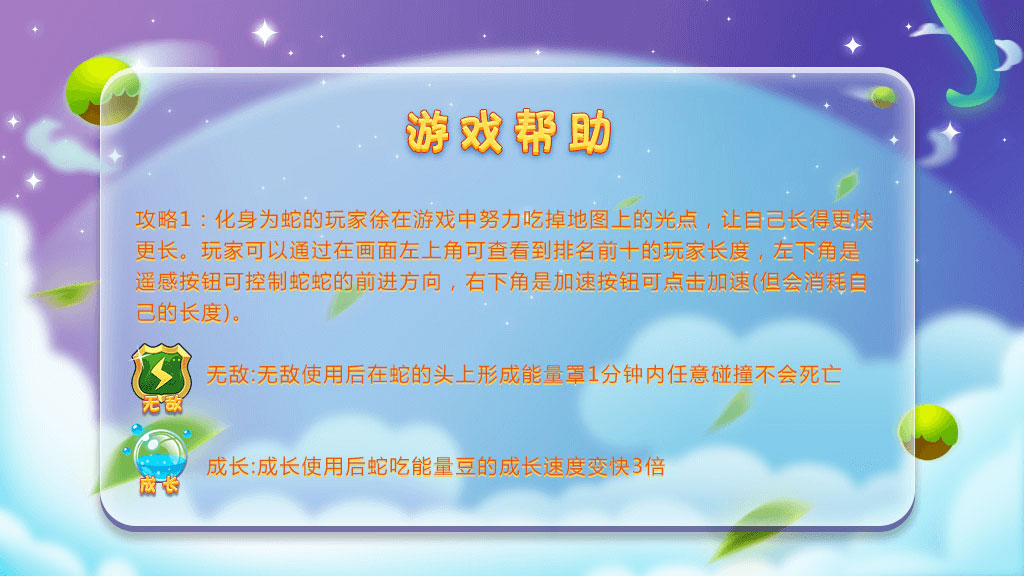 游戏帮助
攻略1：化身为蛇的玩家徐在游戏中努力吃掉地图上的光点，让自己长得更快
更长。玩家可以通过在画面左上角可查看到排名前十的玩家长度，左下角是
遥感按钮可控制蛇蛇的前进方向，右下角是加速按钮可点击加速(但会消耗自
己的长度)。
无敌:无敌使用后在蛇的头上形成能量罩1分钟内任意碰撞不会死亡
无敌
成长:成长使用后蛇吃能量豆的成长速度变快3倍
成长